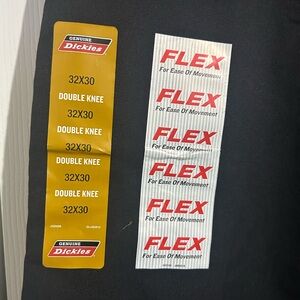 GENUINE
Dickies
32X30
DOUBLE KNEE
32X30
DOUBLE KNEE
32X30
DOUBLE KNEE
32X30
DOUBLE KNEE
32X30
GENUINE
Dickies
FLEX
For Ease Of Movement
FLEX
For Ease Of Movement
FLEX
For Ease Of Movement
FLEX
For Ease Of Movement
FLEX
For Ease Of Movement
FLEX
For Ease Of Movement